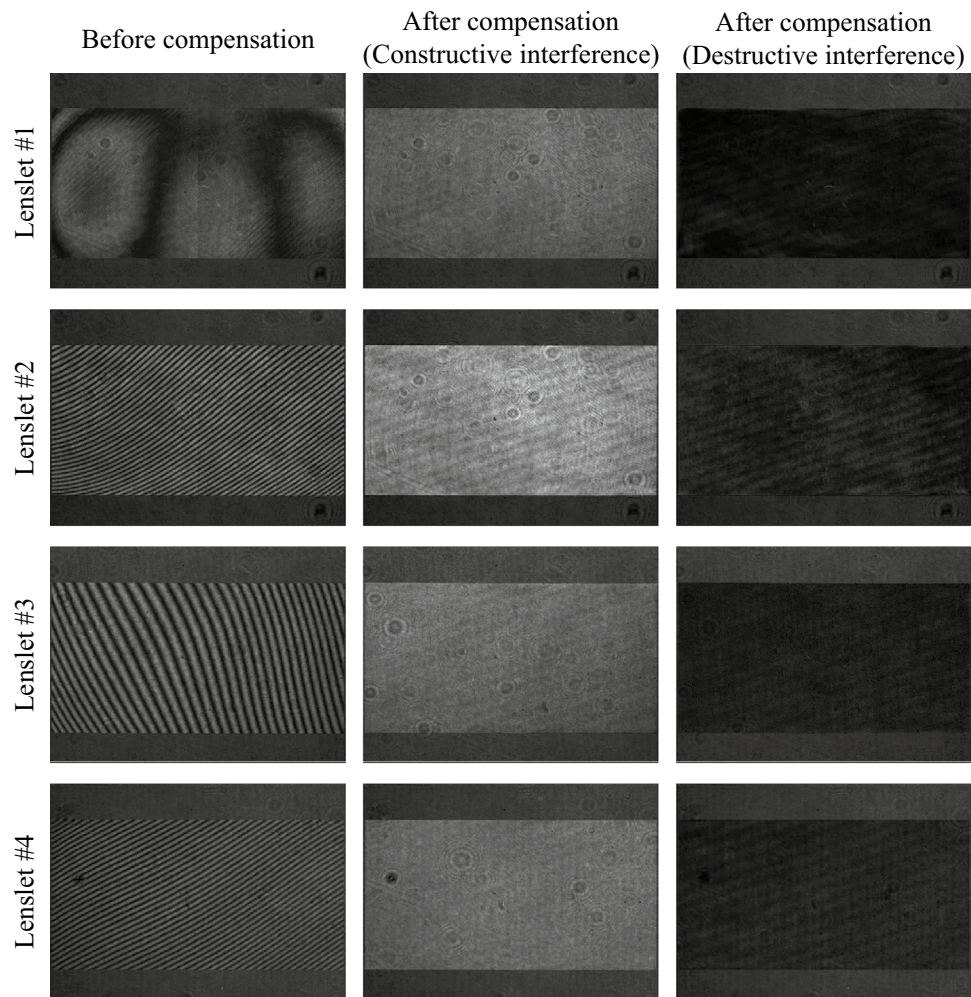 Before compensation
After compensation
(Constructive interference)
After compensation
(Destructive interference)
Lenslet #1
Lenslet #2
Lenslet #3
Lenslet #4